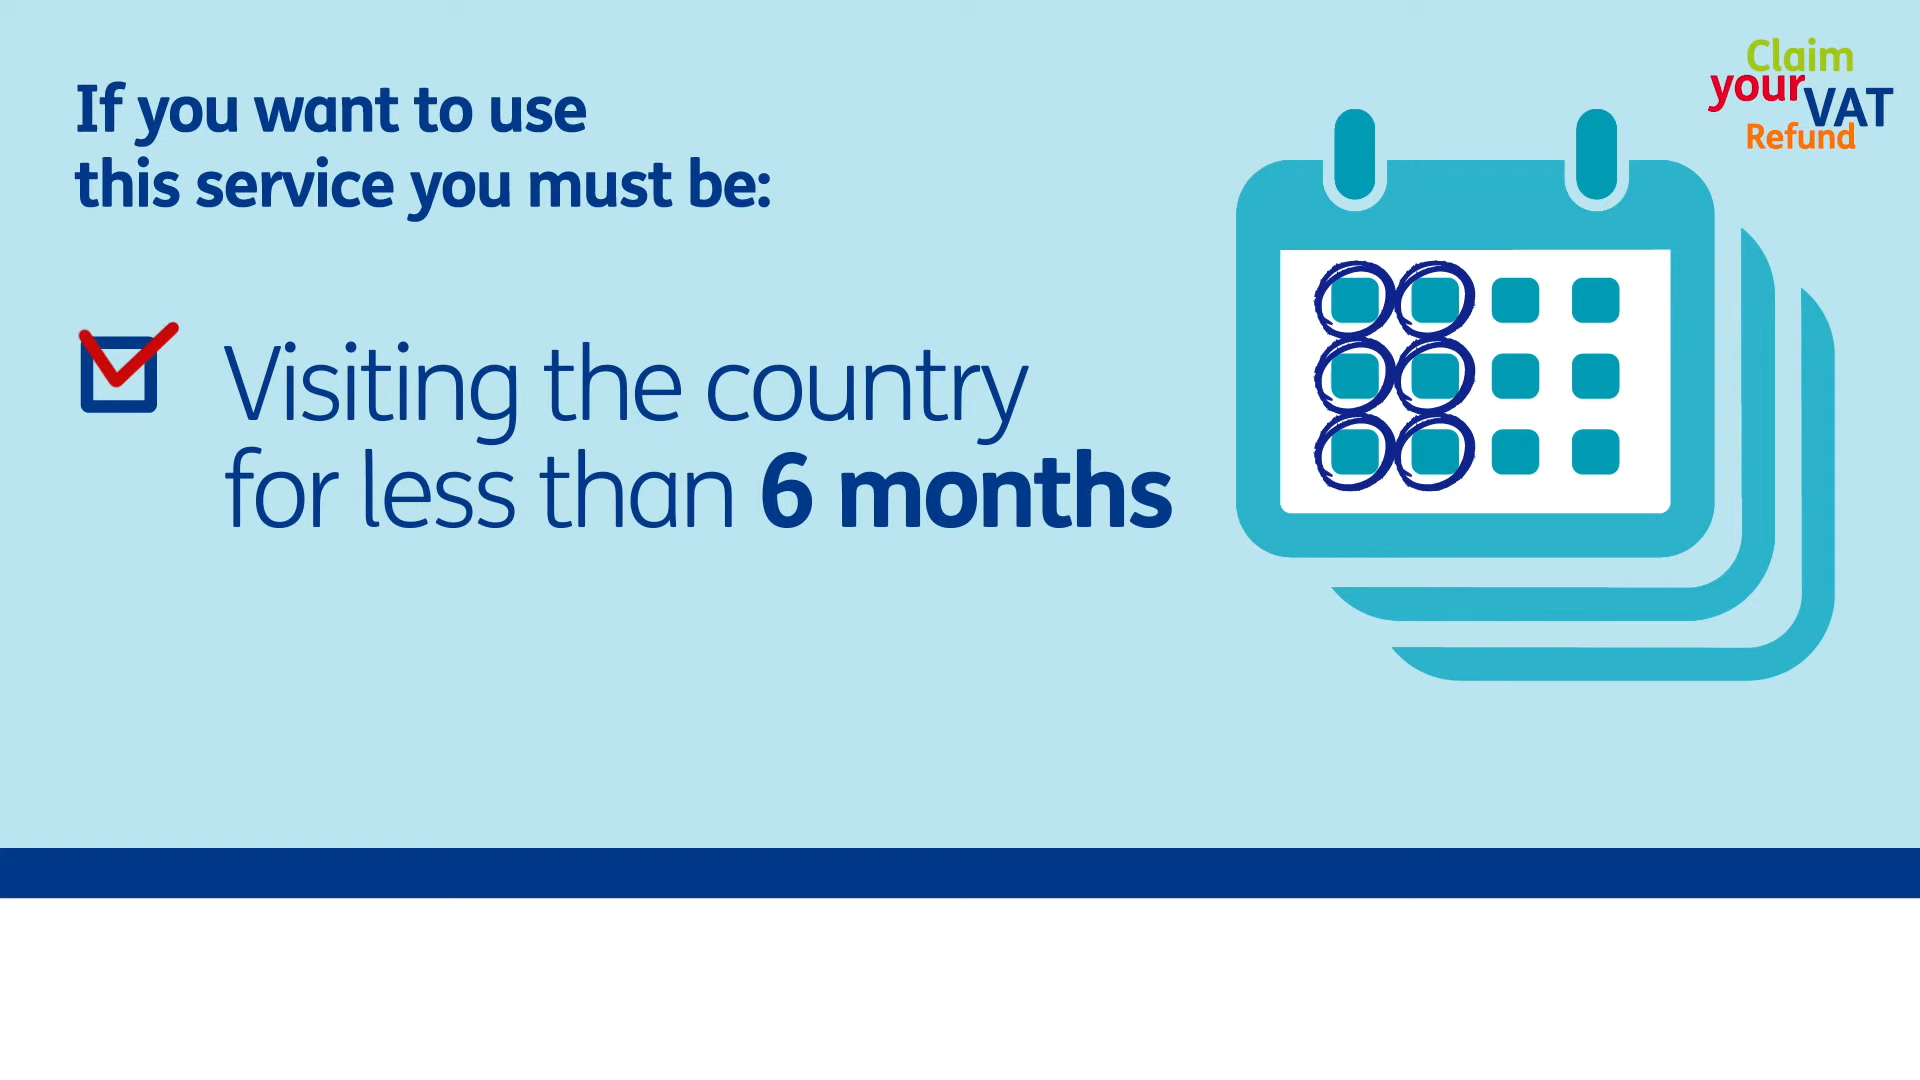 If you want to use
this service you must be:
Visiting the country
for less than 6 months
Claim
your VAT
Refund